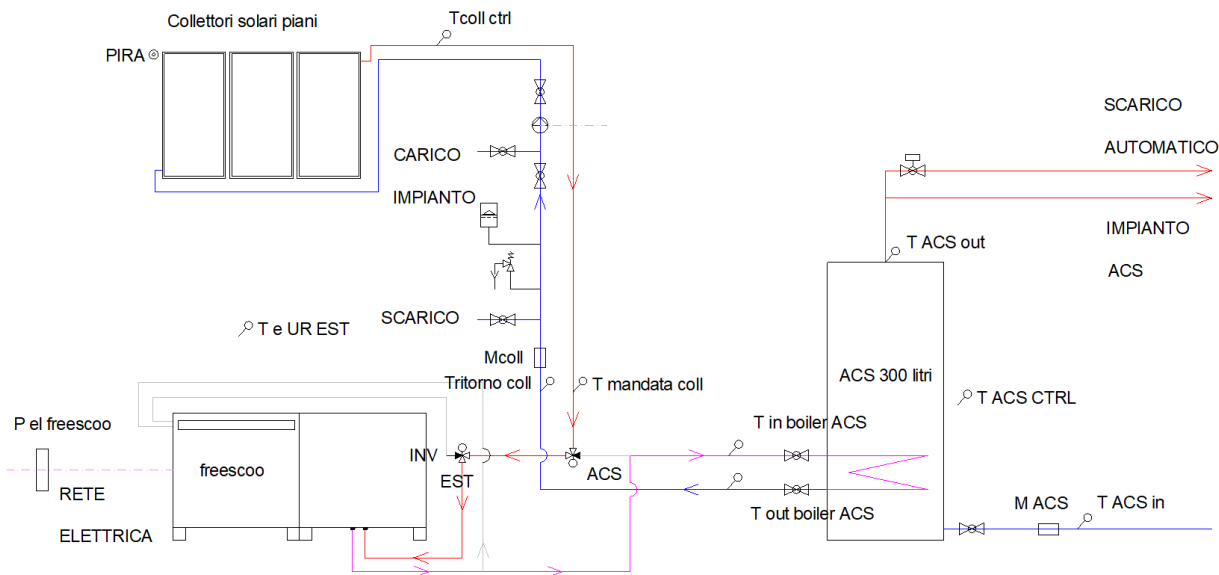 Collettori solari piani
Tcoll ctrl
PIRA
SCARICO
AUTOMATICO
CARICO
IMPIANTO
IMPIANTO
ACS
T ACS out
SCARICO
T e UR EST
Mcoll
Tritorno coll
T mandata coll
ACS 300 litri
T ACS CTRL
P el freescoo
T in boiler ACS
INV
EST
ACS
freescoo
RETE
ELETTRICA
T out boiler ACS
M ACS
T ACS in